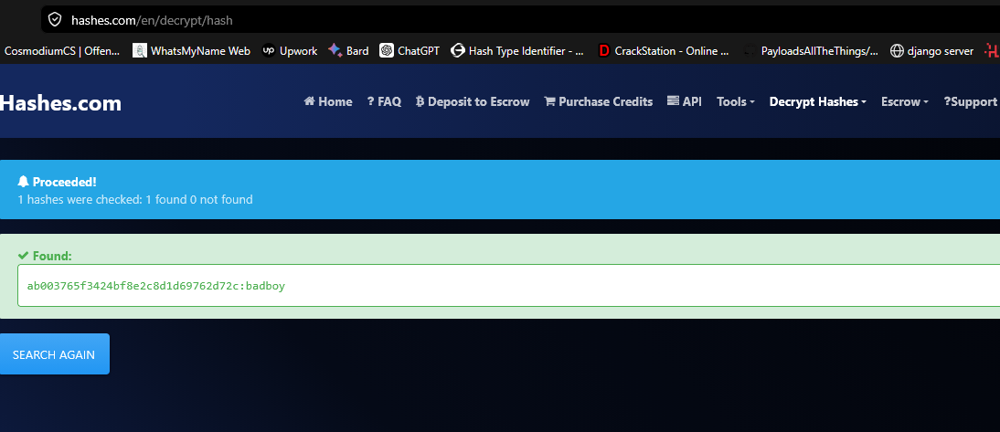 hashes.com/en/decrypt/hash
CosmodiumCS | Offen... WhatsMyName Web up Upwork Bard ChatGPT Hash Type Identifier - ... D CrackStation - Online ... PayloadsAllTheThings/... django server H
Hashes.com Home ? FAQ Deposit to Escrow Purchase Credits API Tools Decrypt Hashes Escrow ?Support
Proceeded!
1 hashes were checked: 1 found 0 not found
Found:
ab003765f3424bf8e2c8d1d69762d72c:badboy
SEARCH AGAIN